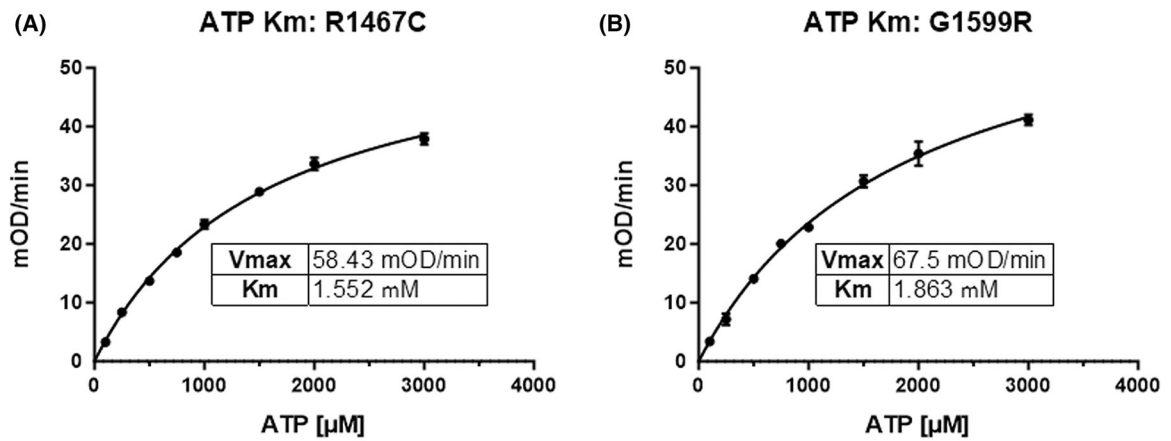 (A) ATP Km: R1467C
50
40
30
20
10
0
mOD/min
Vmax 58.43 mOD/min
Km 1.552 mM
0 1000 2000 3000 4000
ATP [µM]
(B) ATP Km: G1599R
50
40
30
20
10
0
mOD/min
Vmax 67.5 mOD/min
Km 1.863 mM
0 1000 2000 3000 4000
ATP [µM]